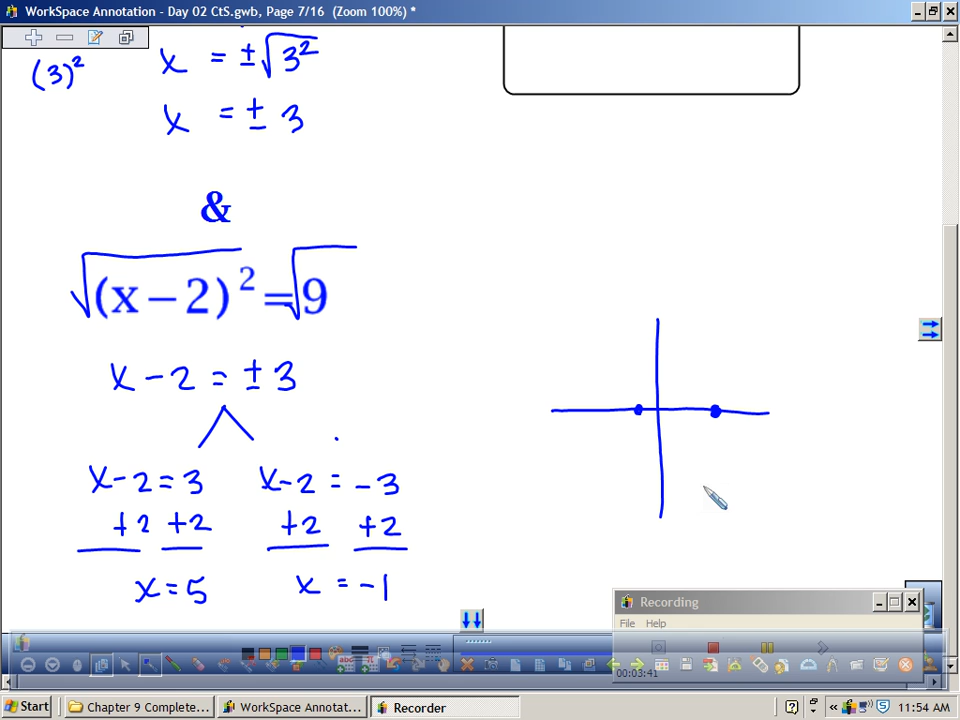 WorkSpace Annotation - Day 02 CtS.gwb, Page 7/16 (Zoom 100%) *
(3)²
x = ±√3²
x = ± 3
&
√(x – 2)² = √9
x – 2 = ± 3
x – 2 = 3   x – 2 = – 3
+2 +2   +2 +2
x = 5   x = – 1
Recording
File Help
00:03:41
Start
Chapter 9 Complete...
WorkSpace Annotat...
Recorder
11:54 AM